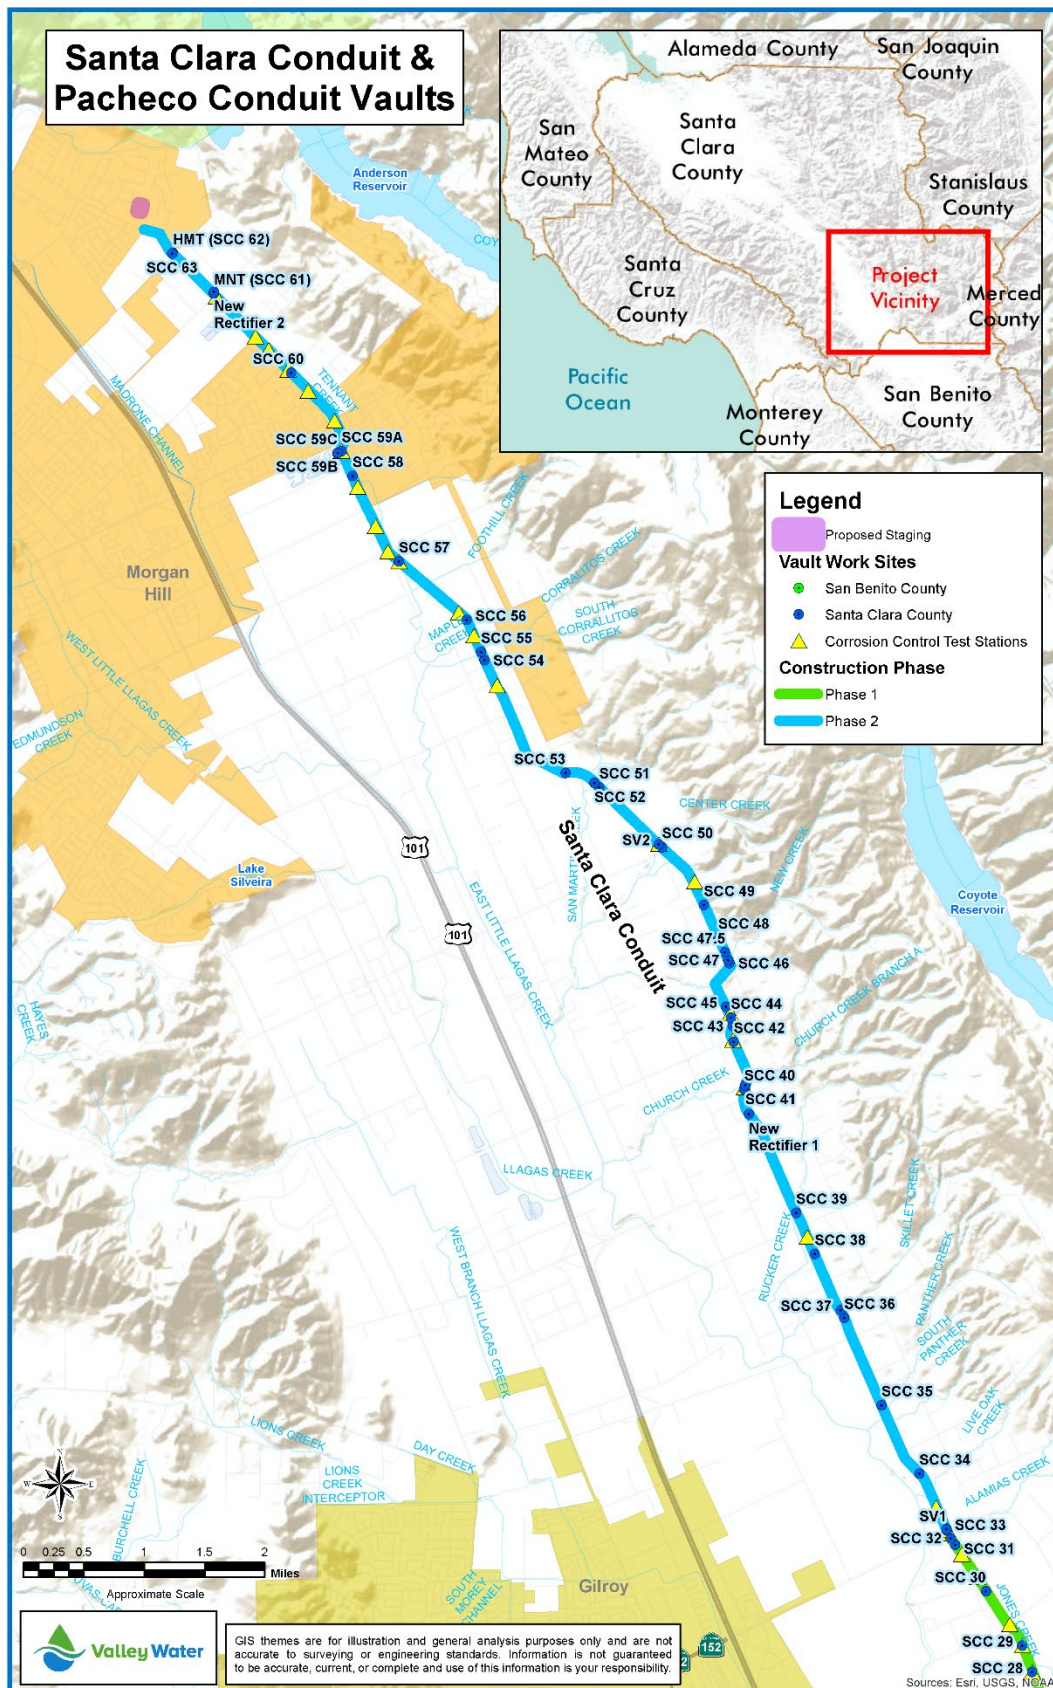 Santa Clara Conduit &
Pacheco Conduit Vaults
Alameda County
San Joaquin
County
San
Mateo
County
Santa
Clara
County
Stanislaus
County
Santa
Cruz
County
Project
Vicinity
Merced
County
Pacific
Ocean
Monterey
County
San Benito
County
Legend
Proposed Staging
Vault Work Sites
San Benito County
Santa Clara County
Corrosion Control Test Stations
Construction Phase
Phase 1
Phase 2
Anderson
Reservoir
HMT (SCC 62)
SCC 63
MNT (SCC 61)
New
Rectifier 2
SCC 60
TENNANT
CREEK
MADRONE CHANNEL
SCC 59C
SCC 59A
SCC 59B
SCC 58
FOOTHILL CREEK
SCC 57
CORRALITOS CREEK
Morgan
Hill
SOUTH
CORRALLITOS
CREEK
MAPLE
CREEK
SCC 56
SCC 55
SCC 54
WEST LITTLE LLAGAS CREEK
EDMUNDSON
CREEK
SCC 53
SCC 51
SCC 52
CENTER CREEK
101
Santa Clara Conduit
SV2
SCC 50
NEW CREEK
Lake
Silveira
SCC 49
Coyote
Reservoir
EAST LITTLE LLAGAS CREEK
101
SCC 48
SCC 47.5
SCC 47
SCC 46
CHURCH CREEK BRANCH A
HAYES
CREEK
SCC 45
SCC 44
SCC 43
SCC 42
CHURCH CREEK
SCC 40
SCC 41
New
Rectifier 1
LLAGAS CREEK
SKILLET CREEK
SCC 39
RUCKER CREEK
SCC 38
WEST BRANCH LLAGAS CREEK
PANTHER CREEK
SCC 37
SCC 36
SOUTH
PANTHER
CREEK
SCC 35
LIVE OAK
CREEK
LIONS CREEK
DAY CREEK
SCC 34
LIONS
CREEK
INTERCEPTOR
ALAMIAS CREEK
N
W
E
S
BURCHELL CREEK
SV1
SCC 33
SCC 32
SCC 31
0 0.25 0.5 1 1.5 2
Miles
Approximate Scale
SCC 30
Gilroy
SOUTH
MOREY
CHANNEL
JONES CREEK
SCC 29
152
SCC 28
Valley Water
GIS themes are for illustration and general analysis purposes only and are not
accurate to surveying or engineering standards. Information is not guaranteed
to be accurate, current, or complete and use of this information is your responsibility.
Sources: Esri, USGS, NOAA